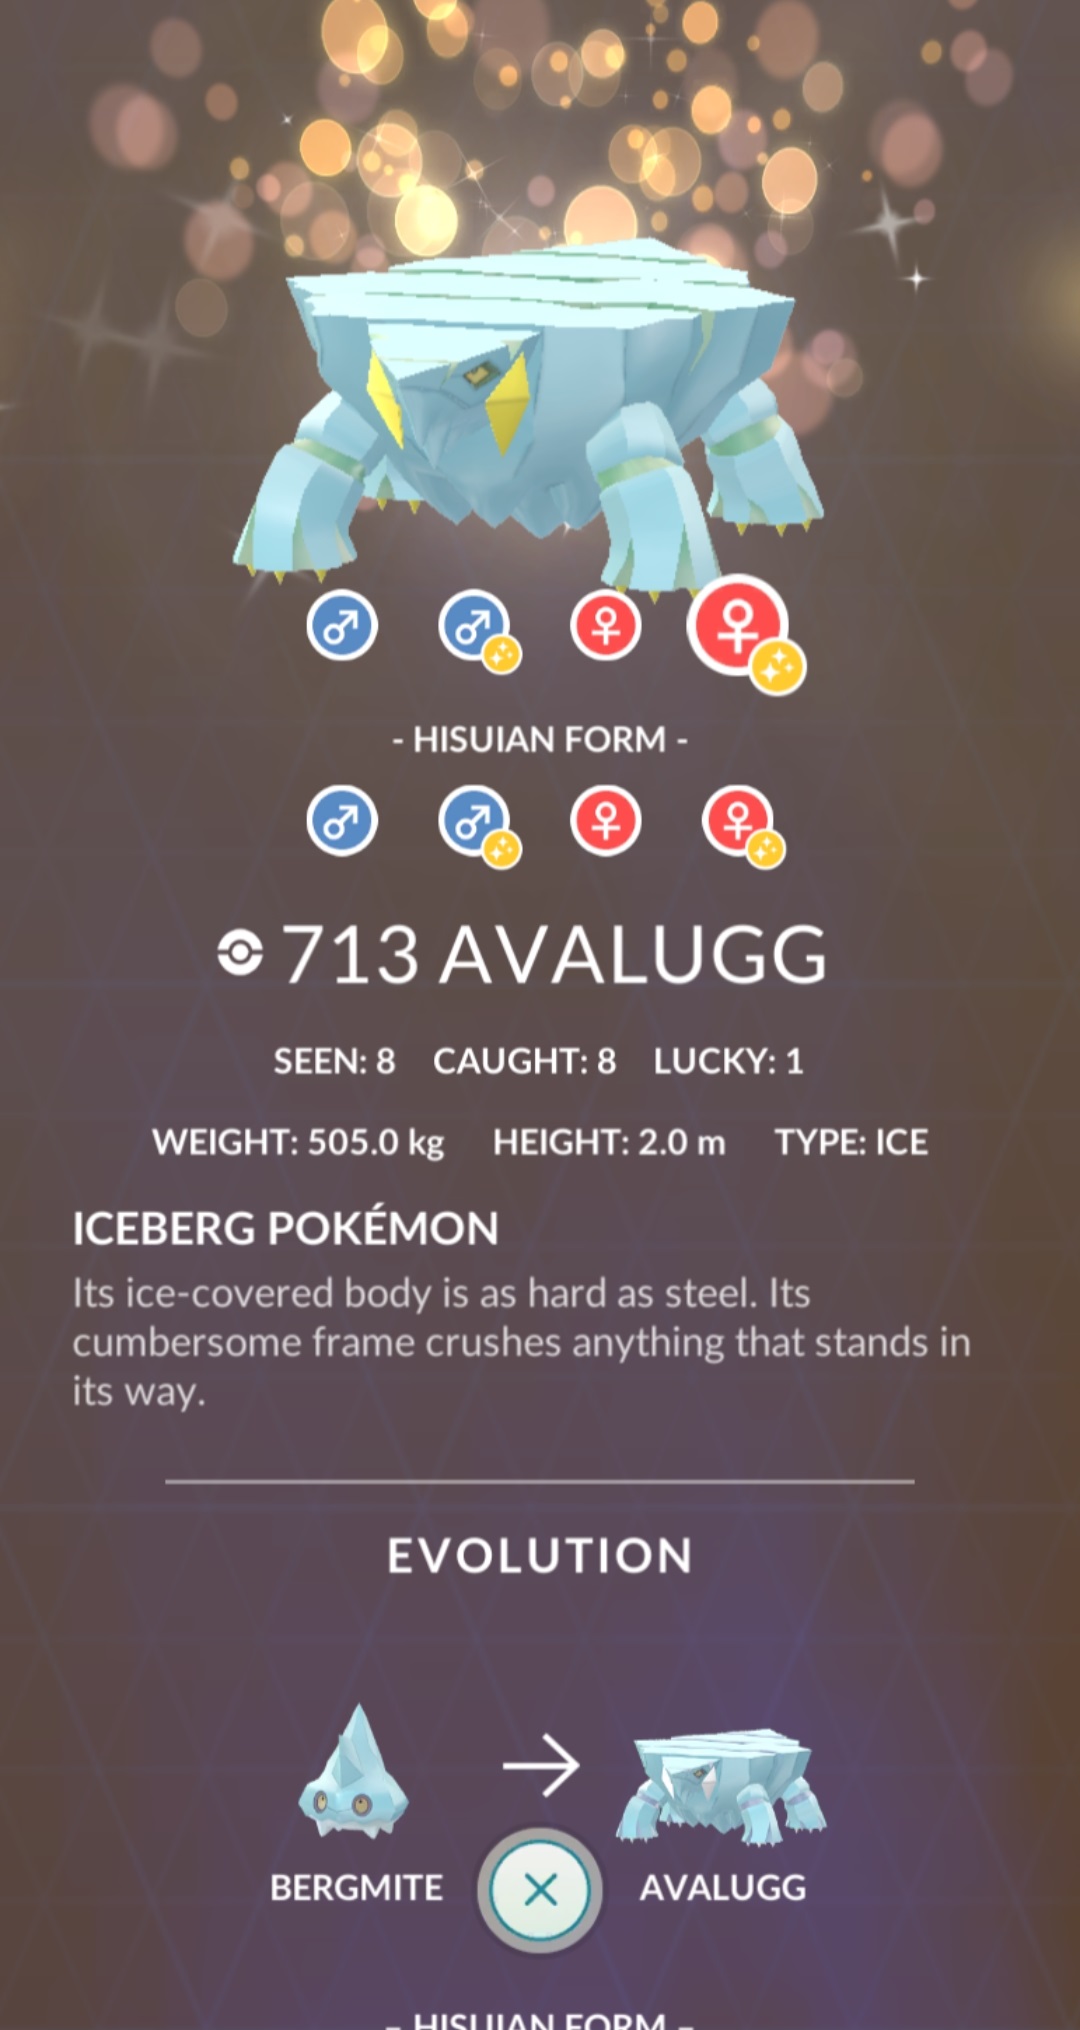 - HISUIAN FORM -
713 AVALUGG
SEEN: 8 CAUGHT: 8 LUCKY: 1
WEIGHT: 505.0 kg HEIGHT: 2.0 m TYPE: ICE
ICEBERG POKÉMON
Its ice-covered body is as hard as steel. Its
cumbersome frame crushes anything that stands in
its way.
EVOLUTION
BERGMITE AVALUGG
- HISUIAN FORM -